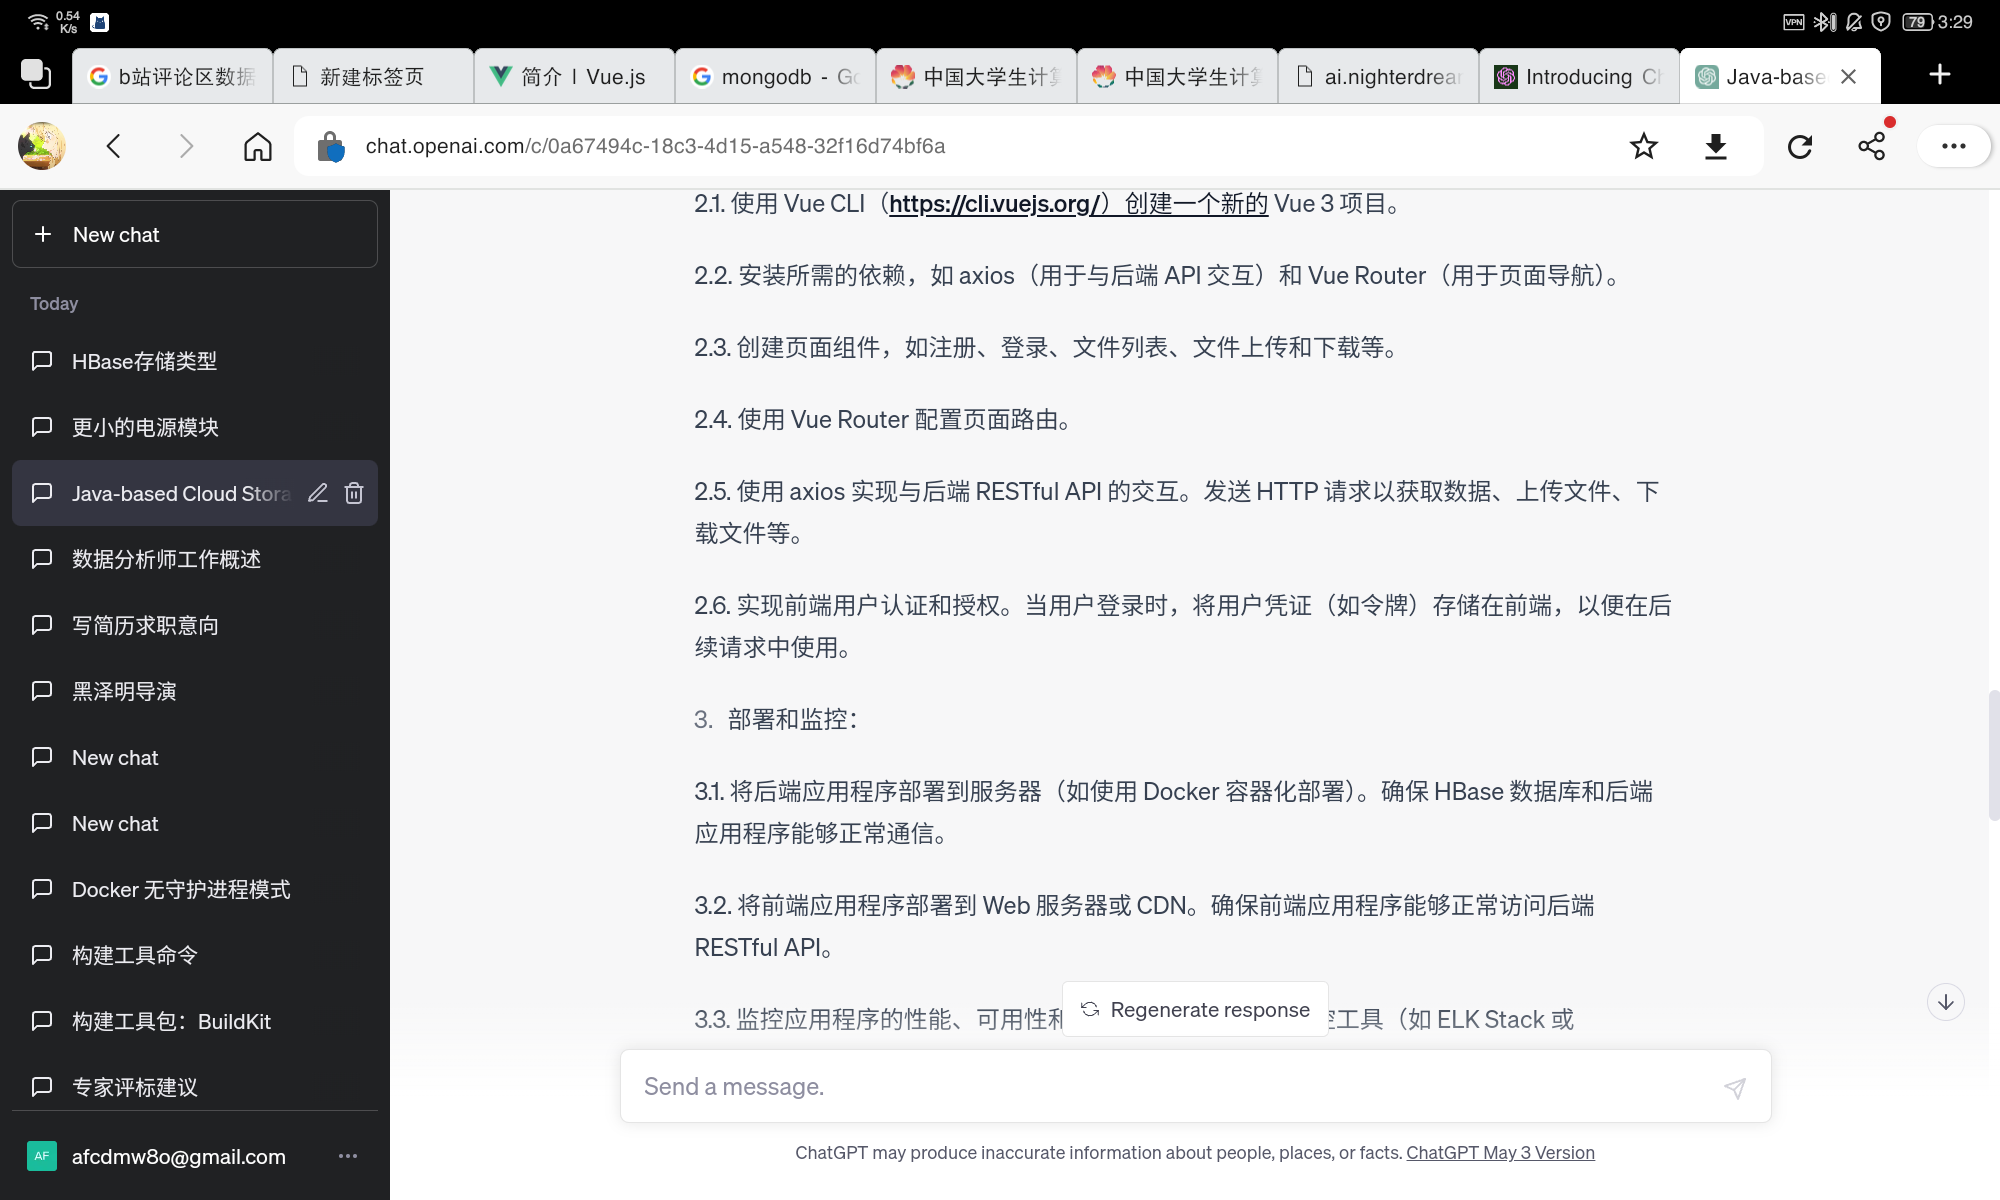 0.54
K/s
VPN
79
3:29
b站评论区数据
新建标签页
简介 | Vue.js
mongodb - Go
中国大学生计算
中国大学生计算
ai.nighterdrear
Introducing Ch
Java-base
chat.openai.com/c/0a67494c-18c3-4d15-a548-32f16d74bf6a
New chat
Today
HBase存储类型
更小的电源模块
Java-based Cloud Stora
数据分析师工作概述
写简历求职意向
黑泽明导演
New chat
New chat
Docker 无守护进程模式
构建工具命令
构建工具包：BuildKit
专家评标建议
AF
afcdmw8o@gmail.com
2.1. 使用 Vue CLI（https://cli.vuejs.org/）创建一个新的 Vue 3 项目。
2.2. 安装所需的依赖，如 axios（用于与后端 API 交互）和 Vue Router（用于页面导航）。
2.3. 创建页面组件，如注册、登录、文件列表、文件上传和下载等。
2.4. 使用 Vue Router 配置页面路由。
2.5. 使用 axios 实现与后端 RESTful API 的交互。发送 HTTP 请求以获取数据、上传文件、下
载文件等。
2.6. 实现前端用户认证和授权。当用户登录时，将用户凭证（如令牌）存储在前端，以便在后
续请求中使用。
3. 部署和监控：
3.1. 将后端应用程序部署到服务器（如使用 Docker 容器化部署）。确保 HBase 数据库和后端
应用程序能够正常通信。
3.2. 将前端应用程序部署到 Web 服务器或 CDN。确保前端应用程序能够正常访问后端
RESTful API。
3.3. 监控应用程序的性能、可用性和
控工具（如 ELK Stack 或
Regenerate response
Send a message.
ChatGPT may produce inaccurate information about people, places, or facts. ChatGPT May 3 Version